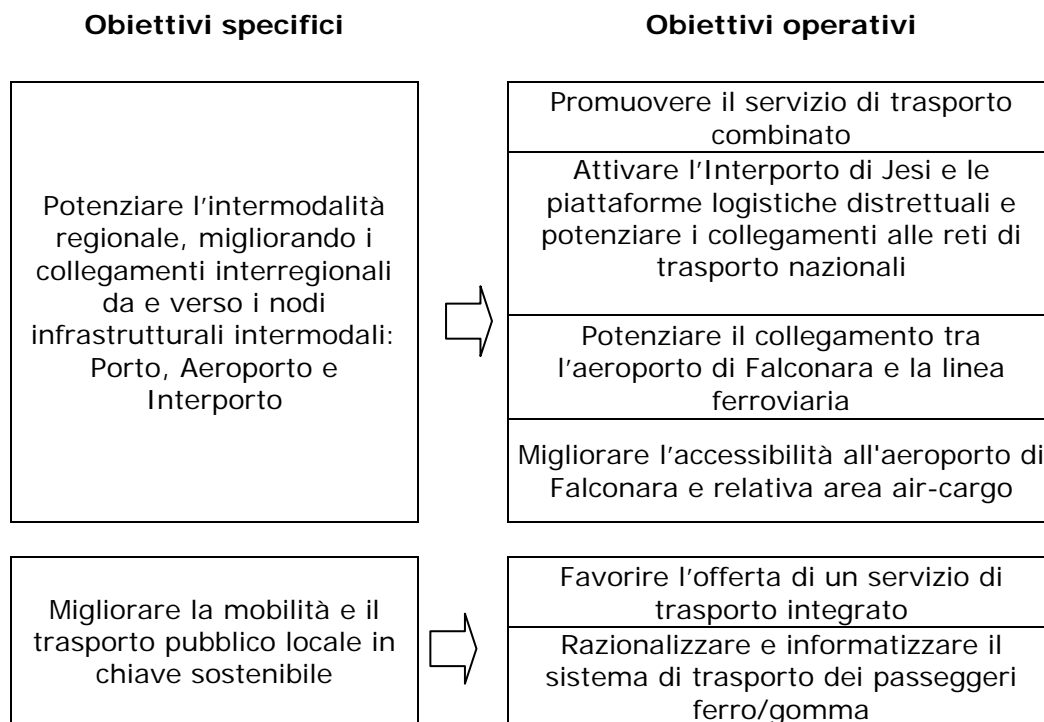 Obiettivi specifici
Obiettivi operativi
Potenziare l’intermodalità
regionale, migliorando i
collegamenti interregionali
da e verso i nodi
infrastrutturali intermodali:
Porto, Aeroporto e
Interporto
Promuovere il servizio di trasporto
combinato
Attivare l’Interporto di Jesi e le
piattaforme logistiche distrettuali e
potenziare i collegamenti alle reti di
trasporto nazionali
Potenziare il collegamento tra
l’aeroporto di Falconara e la linea
ferroviaria
Migliorare l’accessibilità all'aeroporto di
Falconara e relativa area air-cargo
Migliorare la mobilità e il
trasporto pubblico locale in
chiave sostenibile
Favorire l’offerta di un servizio di
trasporto integrato
Razionalizzare e informatizzare il
sistema di trasporto dei passeggeri
ferro/gomma